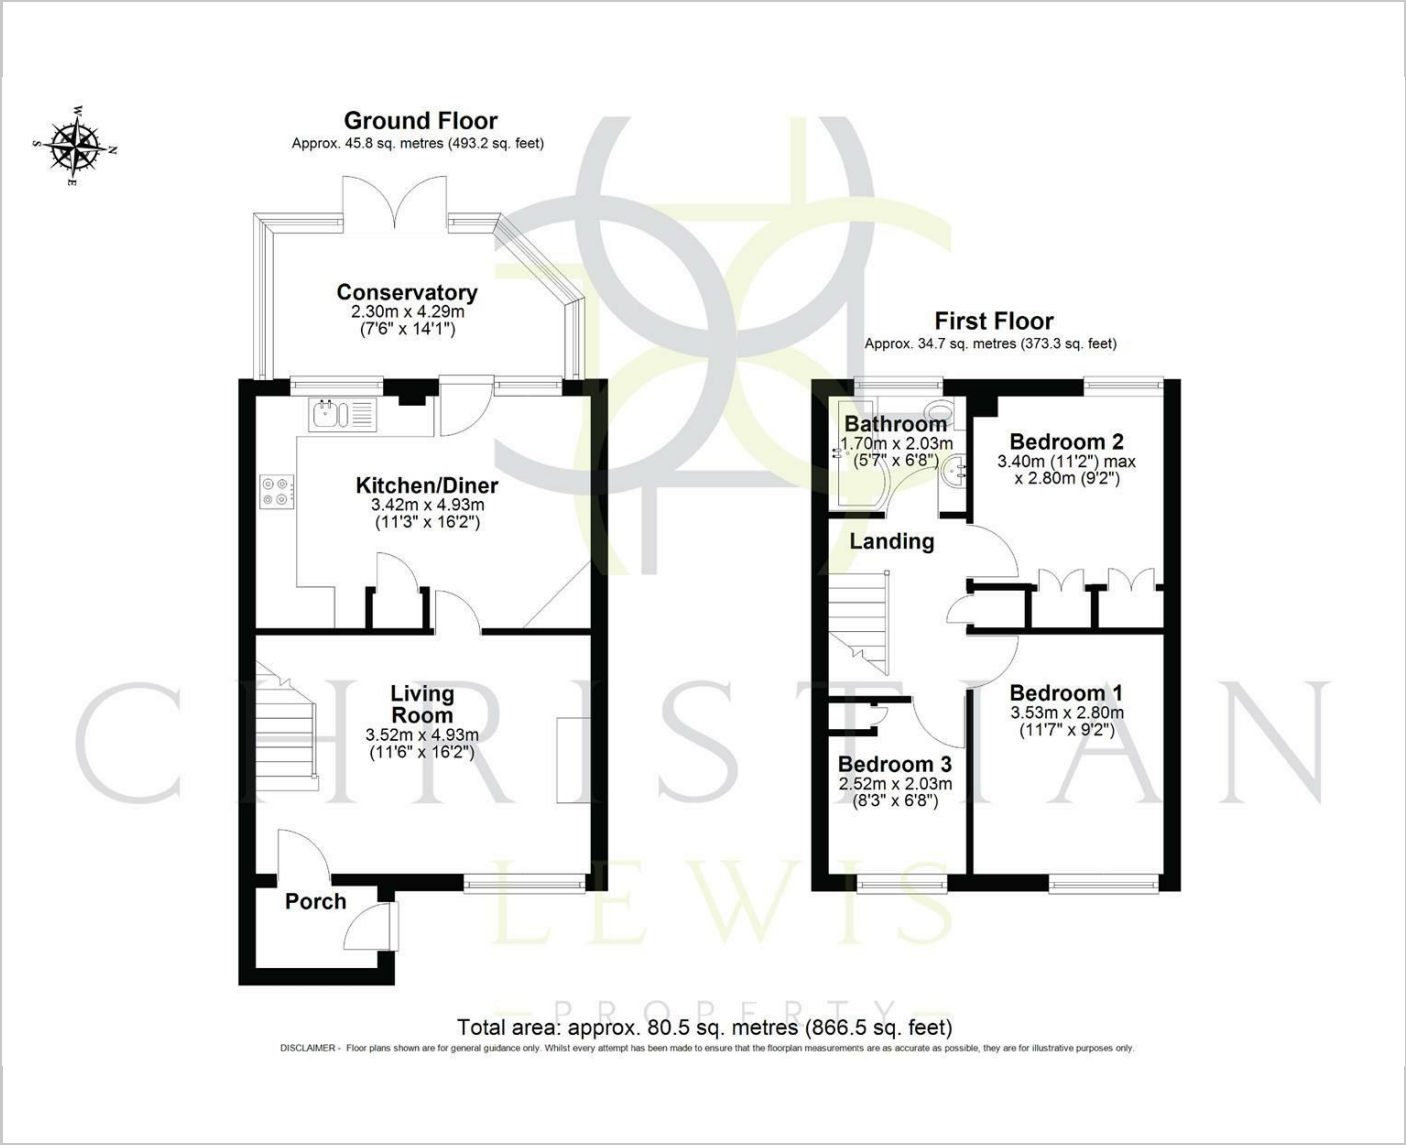 W
S
N
E
Ground Floor
Approx. 45.8 sq. metres (493.2 sq. feet)
Conservatory
2.30m x 4.29m
(7'6" x 14'1")
Kitchen/Diner
3.42m x 4.93m
(11'3" x 16'2")
Living
Room
3.52m x 4.93m
(11'6" x 16'2")
Porch
First Floor
Approx. 34.7 sq. metres (373.3 sq. feet)
Bathroom
1.70m x 2.03m
(5'7" x 6'8")
Bedroom 2
3.40m (11'2") max
x 2.80m (9'2")
Landing
Bedroom 1
3.53m x 2.80m
(11'7" x 9'2")
Bedroom 3
2.52m x 2.03m
(8'3" x 6'8")
CHRISTIAN
LEWIS
PROPERTY
Total area: approx. 80.5 sq. metres (866.5 sq. feet)
DISCLAIMER - Floor plans shown are for general guidance only. Whilst every attempt has been made to ensure that the floorplan measurements are as accurate as possible, they are for illustrative purposes only.